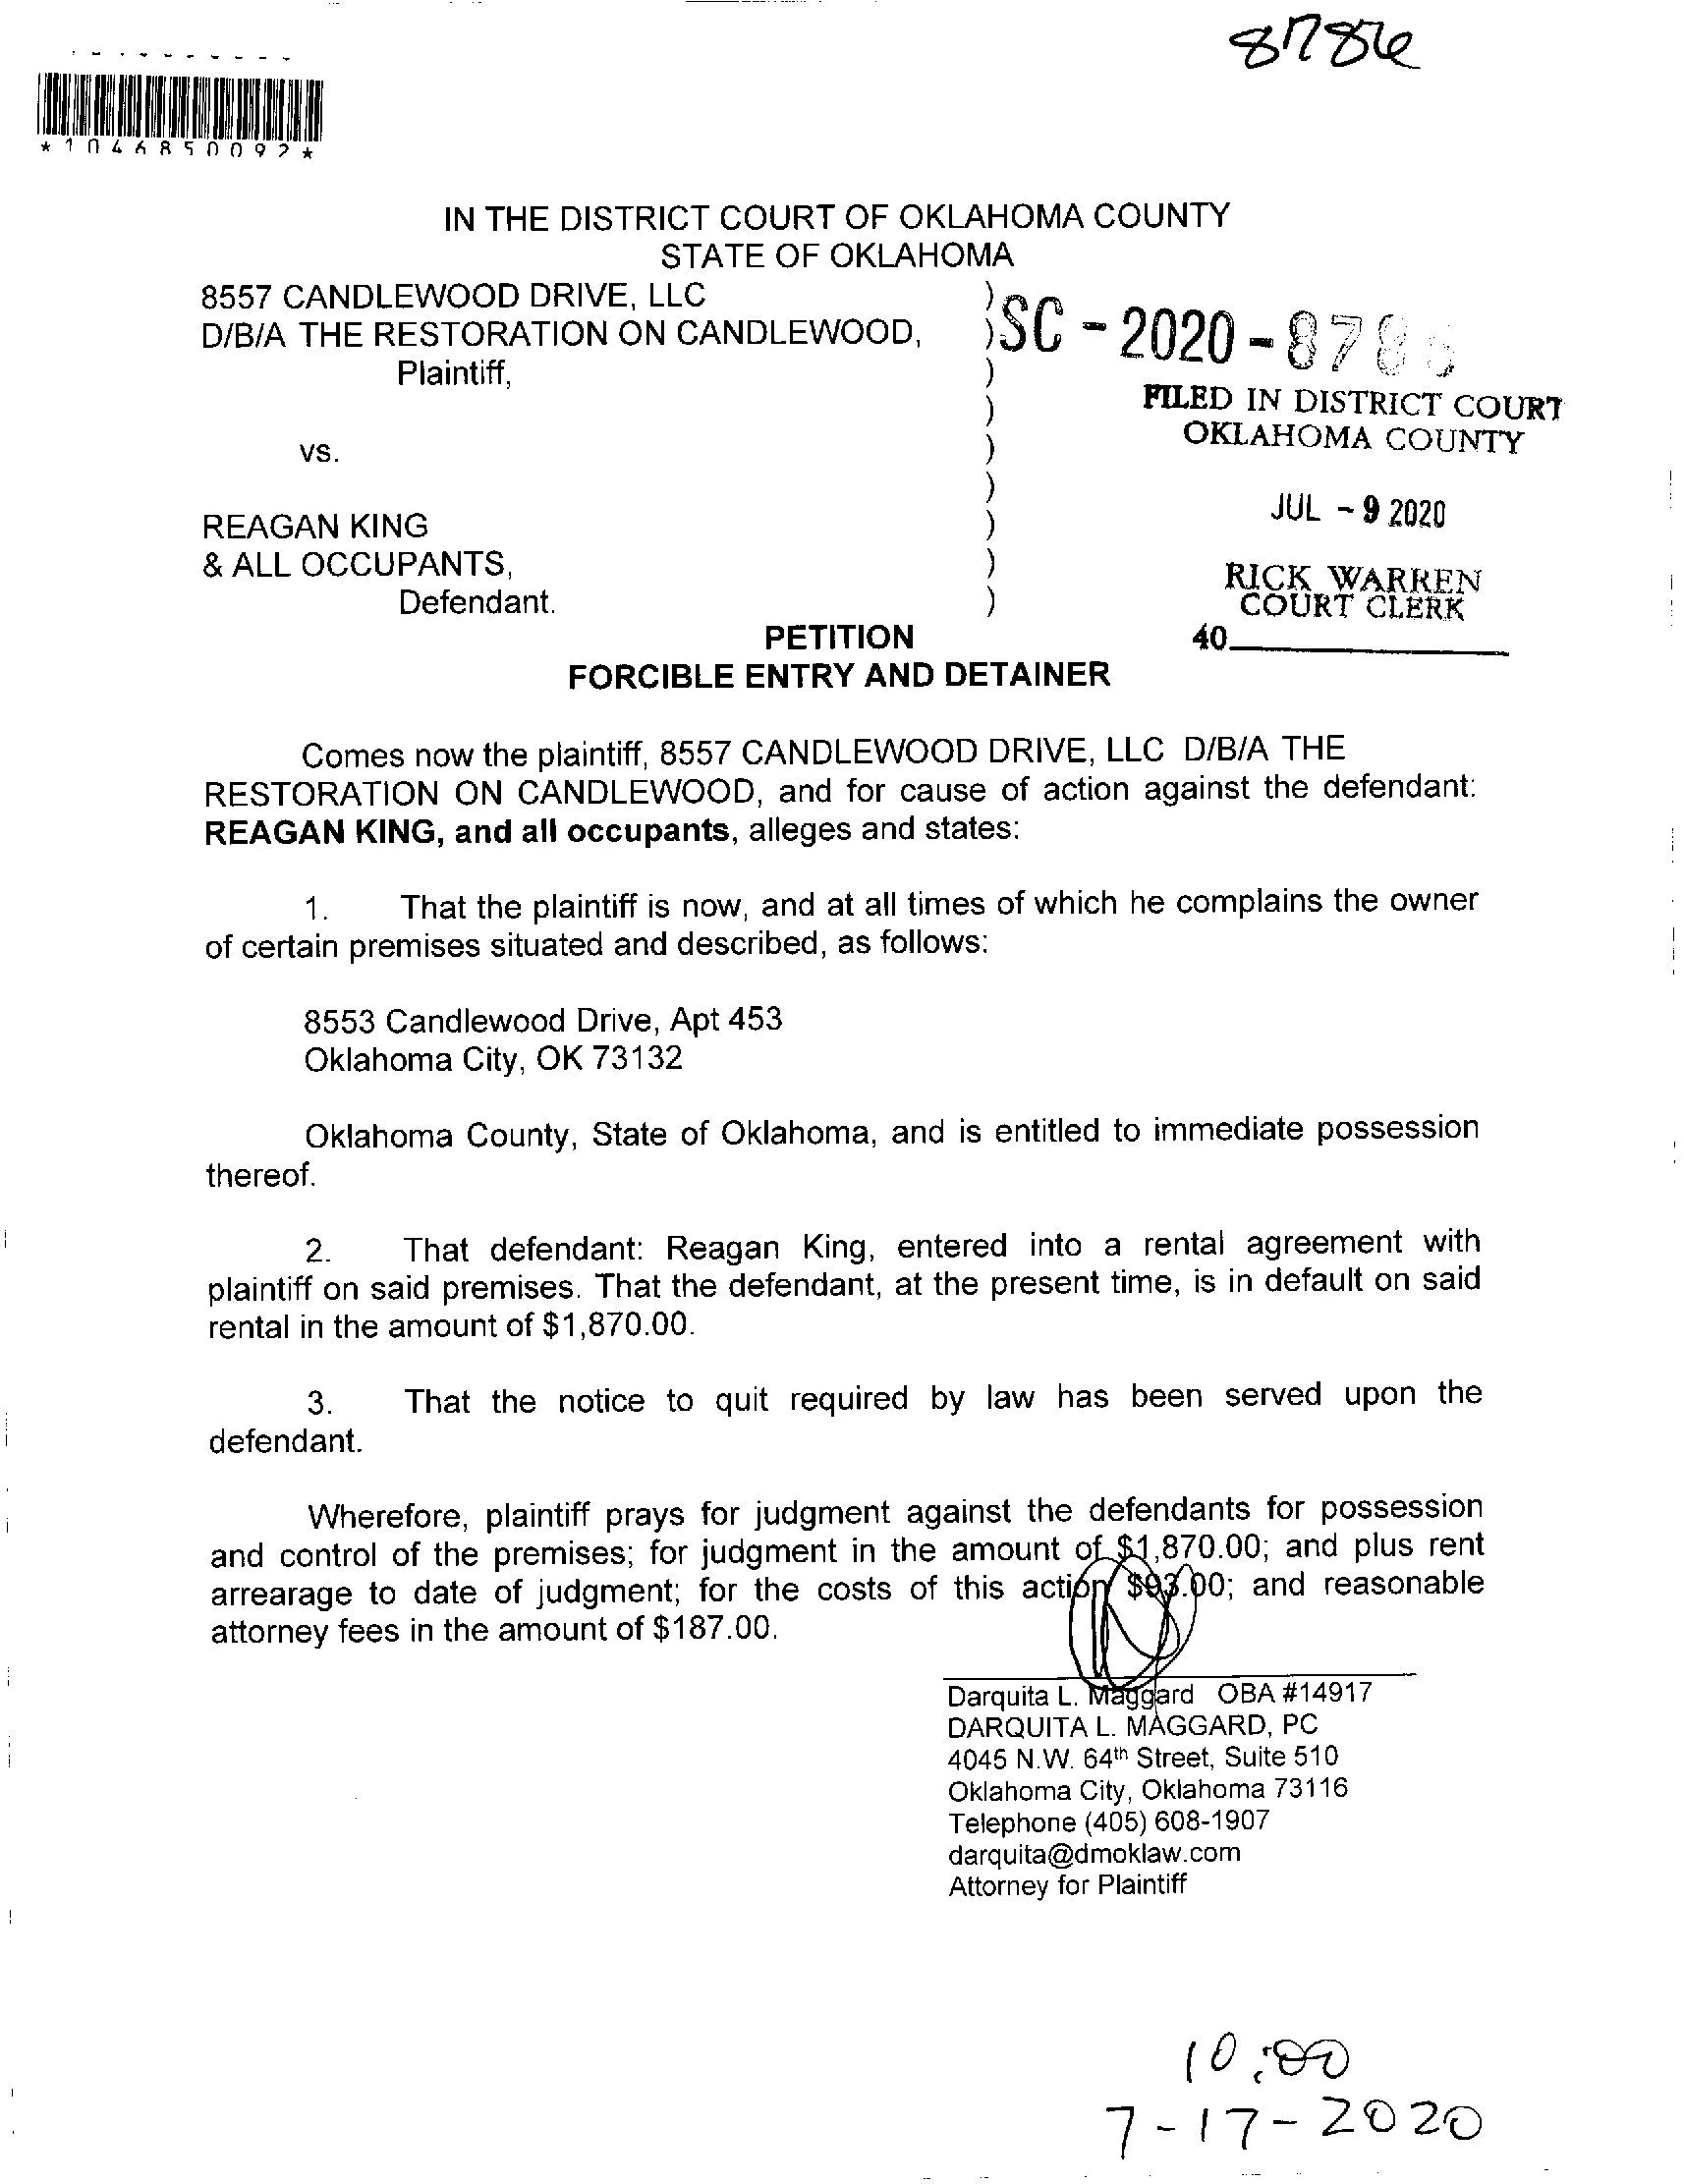 8786
*1046850092*
IN THE DISTRICT COURT OF OKLAHOMA COUNTY
STATE OF OKLAHOMA
8557 CANDLEWOOD DRIVE, LLC )
D/B/A THE RESTORATION ON CANDLEWOOD, ) SC - 2020 - 878
Plaintiff, )
) FILED IN DISTRICT COURT
vs. ) OKLAHOMA COUNTY
)
REAGAN KING ) JUL - 9 2020
& ALL OCCUPANTS, ) RICK WARREN
Defendant. ) COURT CLERK
PETITION 40
FORCIBLE ENTRY AND DETAINER
Comes now the plaintiff, 8557 CANDLEWOOD DRIVE, LLC D/B/A THE
RESTORATION ON CANDLEWOOD, and for cause of action against the defendant:
REAGAN KING, and all occupants, alleges and states:
1. That the plaintiff is now, and at all times of which he complains the owner
of certain premises situated and described, as follows:
8553 Candlewood Drive, Apt 453
Oklahoma City, OK 73132
Oklahoma County, State of Oklahoma, and is entitled to immediate possession
thereof.
2. That defendant: Reagan King, entered into a rental agreement with
plaintiff on said premises. That the defendant, at the present time, is in default on said
rental in the amount of $1,870.00.
3. That the notice to quit required by law has been served upon the
defendant.
Wherefore, plaintiff prays for judgment against the defendants for possession
and control of the premises; for judgment in the amount of $1,870.00; and plus rent
arrearage to date of judgment; for the costs of this action $93.00; and reasonable
attorney fees in the amount of $187.00.
Darquita L. Maggard OBA #14917
DARQUITA L. MAGGARD, PC
4045 N.W. 64th Street, Suite 510
Oklahoma City, Oklahoma 73116
Telephone (405) 608-1907
darquita@dmoklaw.com
Attorney for Plaintiff
10:00
7-17-2020